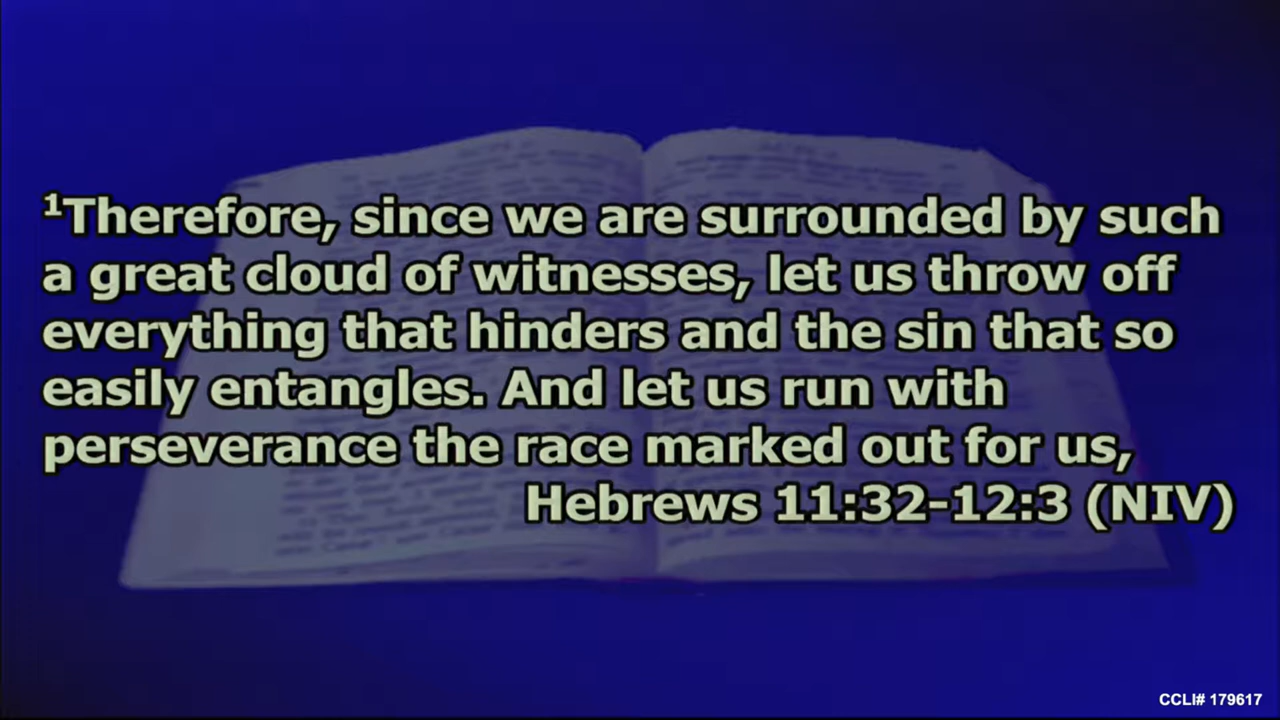 ¹Therefore, since we are surrounded by such
a great cloud of witnesses, let us throw off
everything that hinders and the sin that so
easily entangles. And let us run with
perseverance the race marked out for us,
Hebrews 11:32-12:3 (NIV)
CCLI# 179617